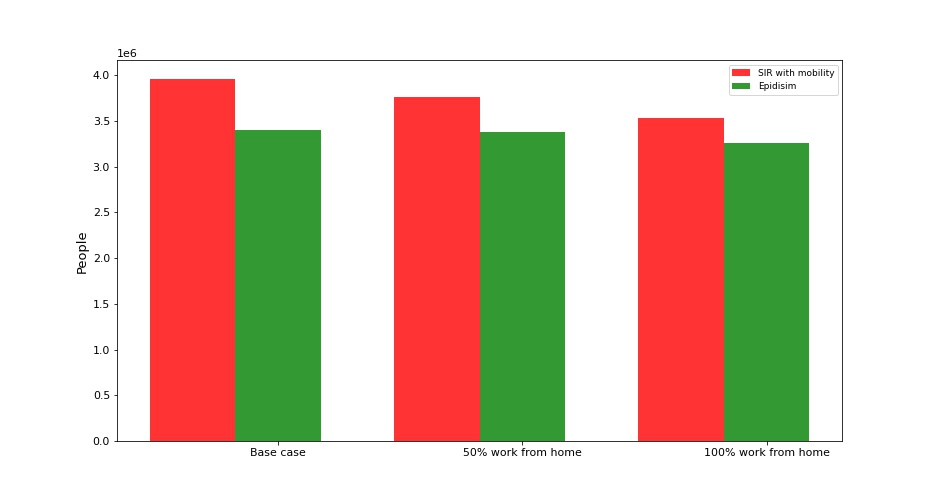 1e6
4.0
3.5
3.0
2.5
2.0
1.5
1.0
0.5
0.0
People
SIR with mobility
Epidisim
Base case
50% work from home
100% work from home